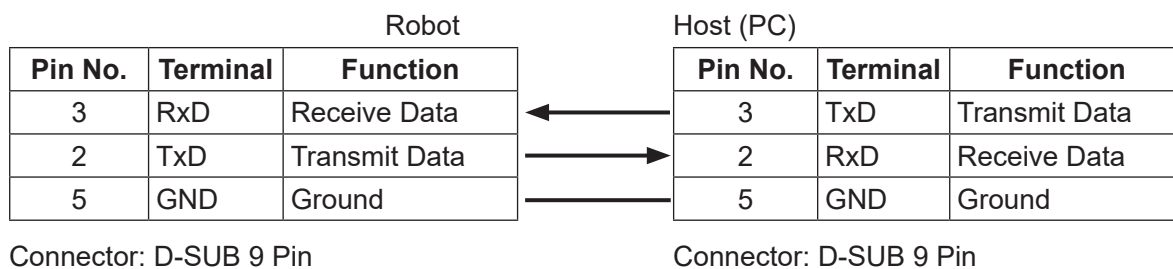 Robot Host (PC)
Pin No. Terminal Function Pin No. Terminal Function
3 RxD Receive Data 3 TxD Transmit Data
2 TxD Transmit Data 2 RxD Receive Data
5 GND Ground 5 GND Ground
Connector: D-SUB 9 Pin Connector: D-SUB 9 Pin